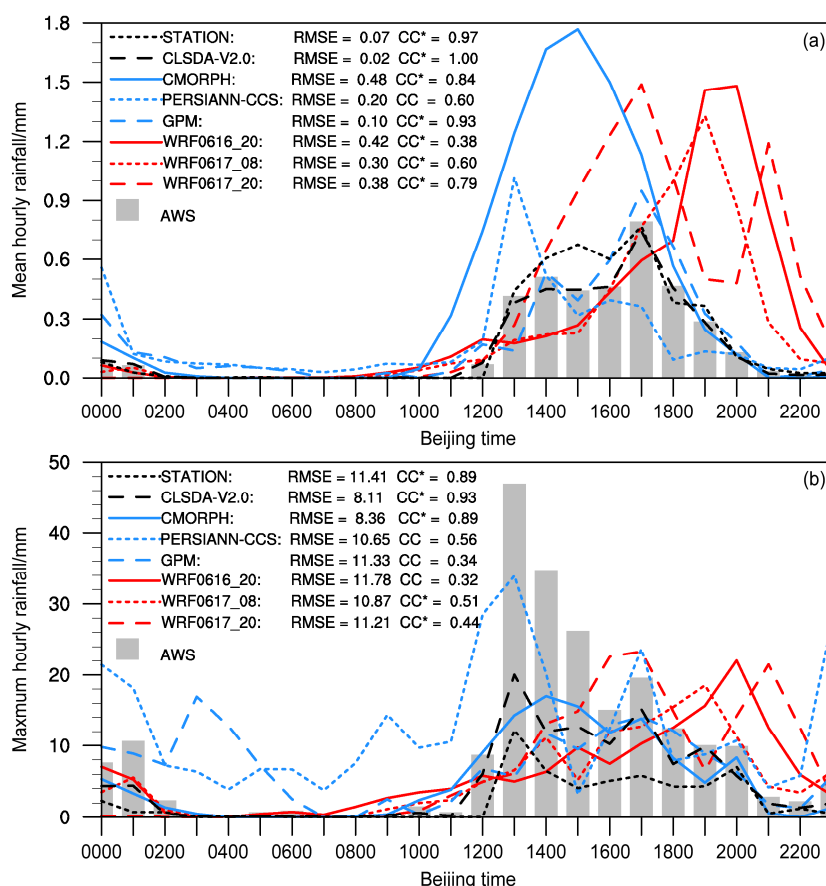 1.8
1.5
1.2
0.9
0.6
0.3
0.0
Mean hourly rainfall/mm
(a)
STATION: RMSE = 0.07 CC* = 0.97
CLSDA-V2.0: RMSE = 0.02 CC* = 1.00
CMORPH: RMSE = 0.48 CC* = 0.84
PERSIANN-CCS: RMSE = 0.20 CC = 0.60
GPM: RMSE = 0.10 CC* = 0.93
WRF0616_20: RMSE = 0.42 CC* = 0.38
WRF0617_08: RMSE = 0.30 CC* = 0.60
WRF0617_20: RMSE = 0.38 CC* = 0.79
AWS
0000 0200 0400 0600 0800 1000 1200 1400 1600 1800 2000 2200
Beijing time
50
40
30
20
10
0
Maxmum hourly rainfall/mm
(b)
STATION: RMSE = 11.41 CC* = 0.89
CLSDA-V2.0: RMSE = 8.11 CC* = 0.93
CMORPH: RMSE = 8.36 CC* = 0.89
PERSIANN-CCS: RMSE = 10.65 CC = 0.56
GPM: RMSE = 11.33 CC = 0.34
WRF0616_20: RMSE = 11.78 CC = 0.32
WRF0617_08: RMSE = 10.87 CC* = 0.51
WRF0617_20: RMSE = 11.21 CC* = 0.44
AWS
0000 0200 0400 0600 0800 1000 1200 1400 1600 1800 2000 2200
Beijing time